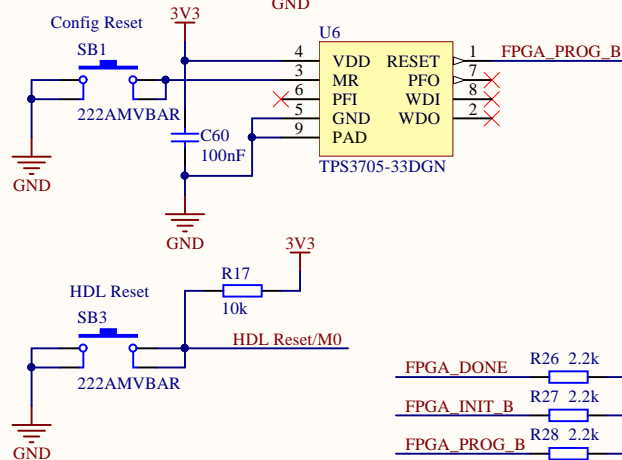 GND
Config Reset
3V3
SB1
U6
4 VDD RESET 1 FPGA_PROG_B
3 MR PFO 7
6 PFI WDI 8
5 GND WDO 2
9 PAD
222AMVBAR
C60
100nF
TPS3705-33DGN
GND
GND
3V3
R17
10k
HDL Reset
SB3
HDL Reset/M0
222AMVBAR
GND
FPGA_DONE R26 2.2k
FPGA_INIT_B R27 2.2k
FPGA_PROG_B R28 2.2k